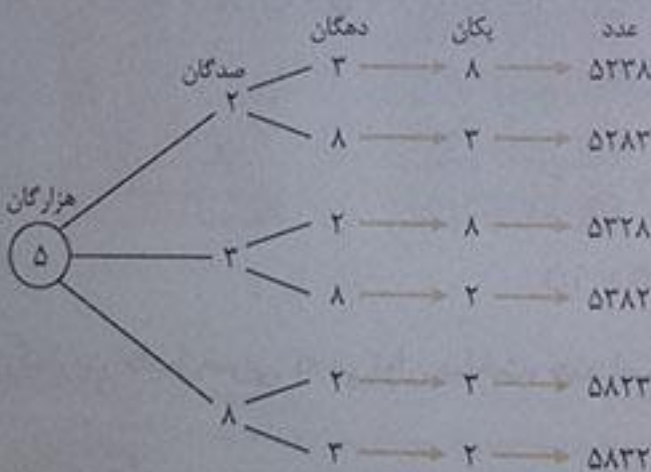 دهگان یکان عدد
صدگان ۳ ۸ ۵۲۳۸
۲
۸ ۳ ۵۲۸۳
هزارگان ۲ ۸ ۵۳۲۸
۵ ۳
۸ ۲ ۵۳۸۲
۲ ۳ ۵۸۲۳
۸
۳ ۲ ۵۸۳۲